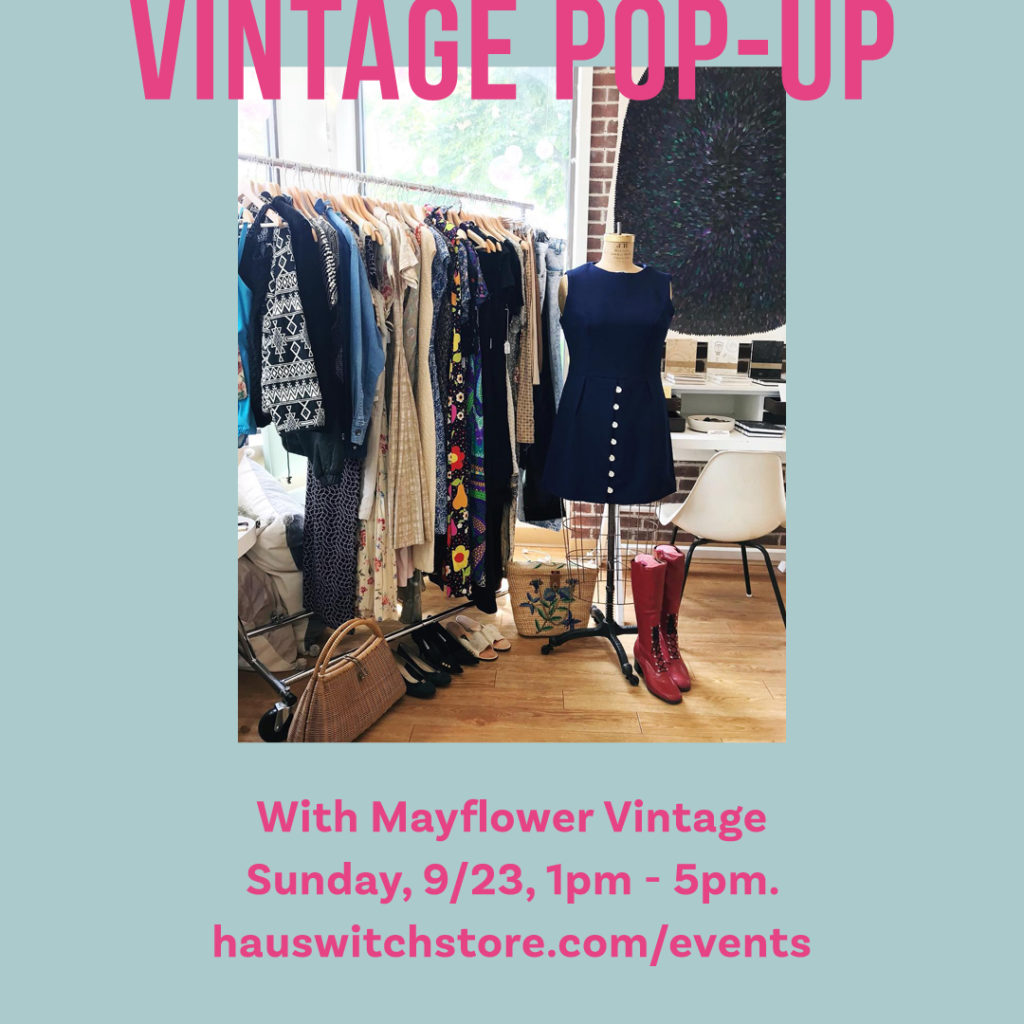 VINTAGE POP-UP
With Mayflower Vintage
Sunday, 9/23, 1pm - 5pm.
hauswitchstore.com/events